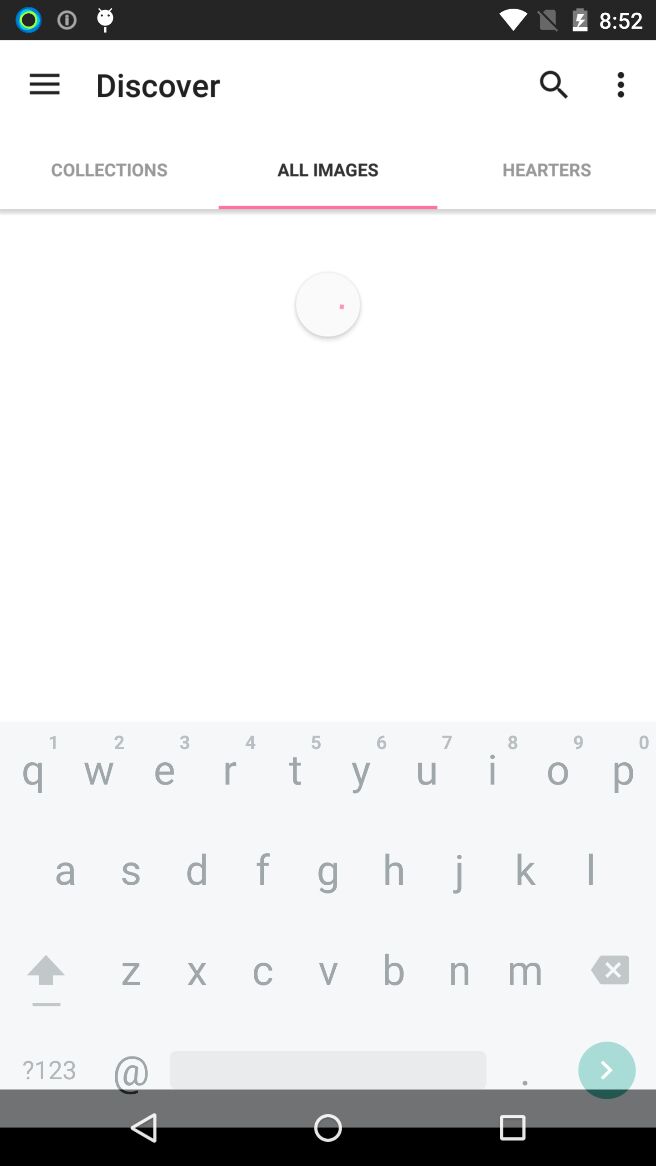 8:52
Discover
COLLECTIONS ALL IMAGES HEARTERS
1 2 3 4 5 6 7 8 9 0
q w e r t y u i o p
a s d f g h j k l
z x c v b n m
?123 @ .